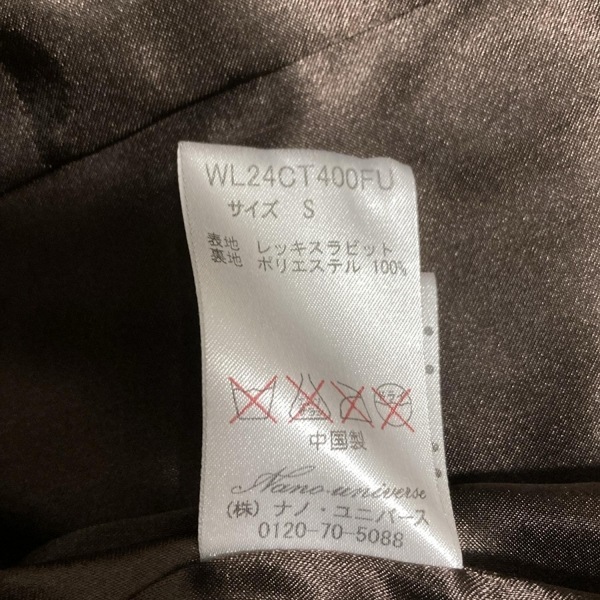 WL24CT400FU
サイズ S
表地 レッキスラビット
裏地 ポリエステル 100%
中国製
Nano・universe
(株) ナノ・ユニバース
0120-70-5088